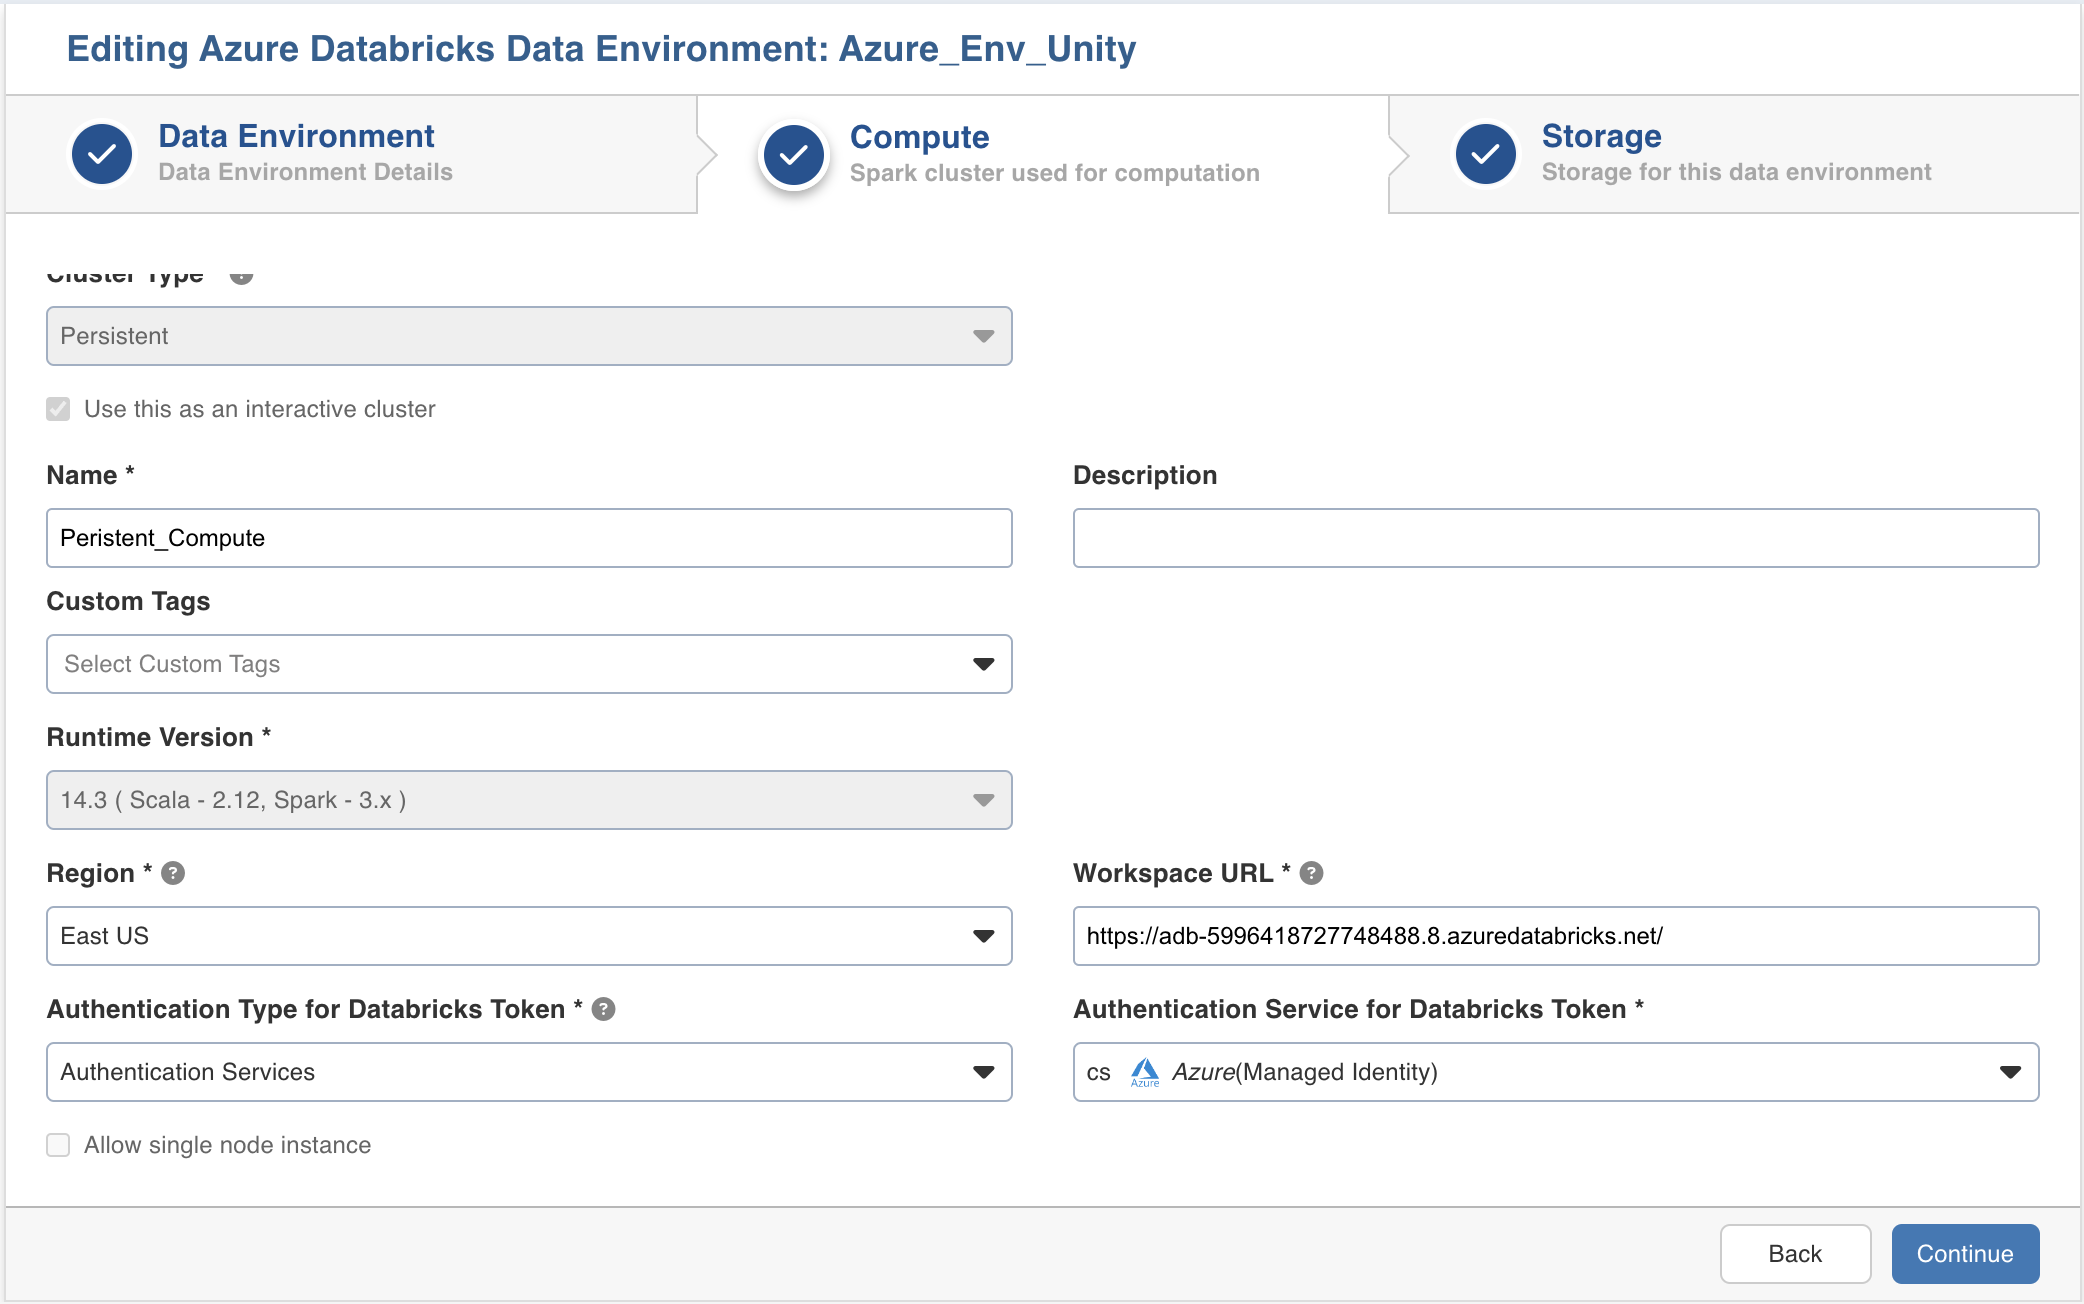 Editing Azure Databricks Data Environment: Azure_Env_Unity
Data Environment
Data Environment Details
Compute
Spark cluster used for computation
Storage
Storage for this data environment
Cluster Type ?
Persistent
Use this as an interactive cluster
Name *
Description
Peristent_Compute
Custom Tags
Select Custom Tags
Runtime Version *
14.3 ( Scala - 2.12, Spark - 3.x )
Region * ?
Workspace URL * ?
East US
https://adb-5996418727748488.8.azuredatabricks.net/
Authentication Type for Databricks Token * ?
Authentication Service for Databricks Token *
Authentication Services
cs Azure Azure(Managed Identity)
Allow single node instance
Back
Continue